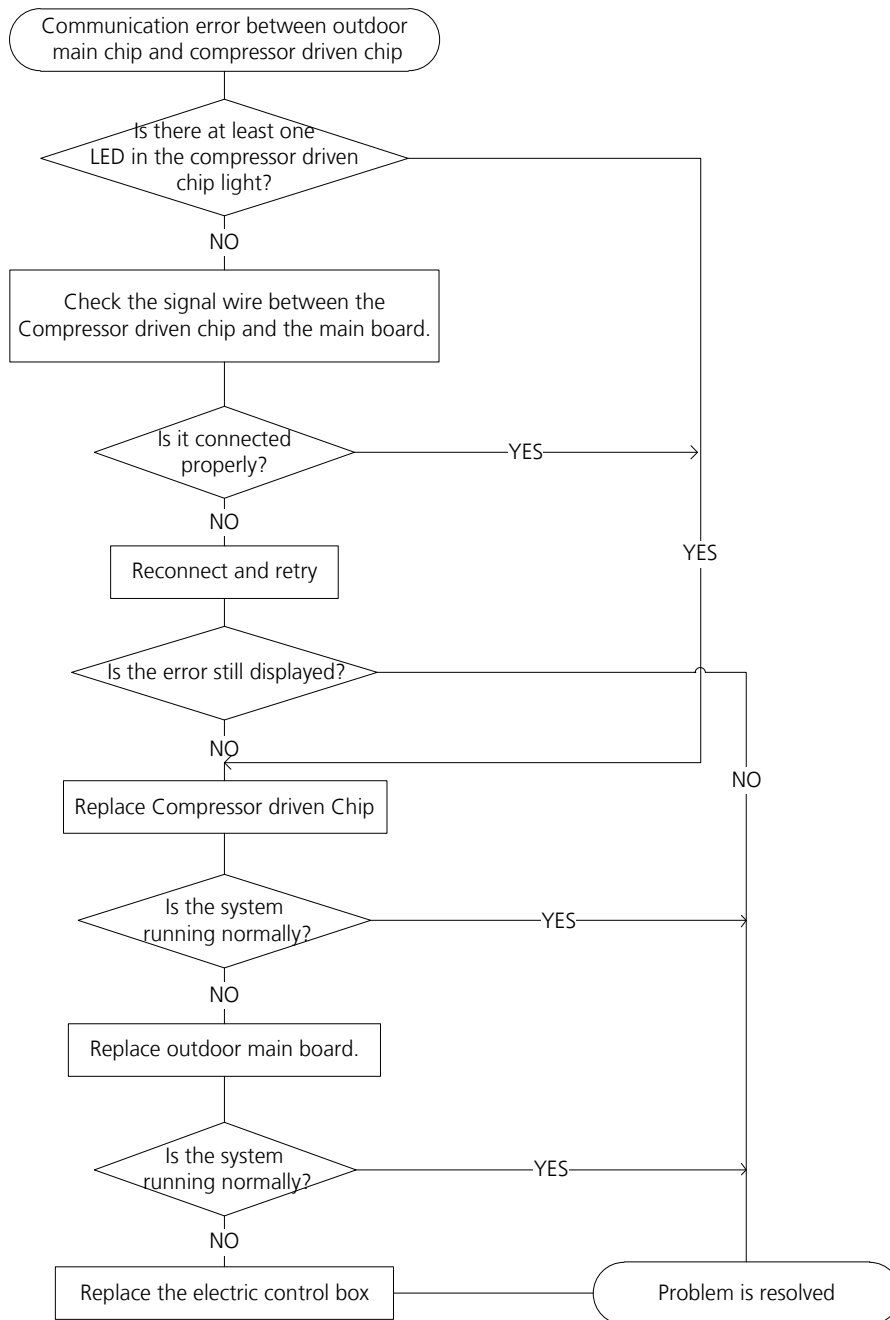 Communication error between outdoor
main chip and compressor driven chip
Is there at least one
LED in the compressor driven
chip light?
NO
Check the signal wire between the
Compressor driven chip and the main board.
Is it connected
properly?
YES
NO
YES
Reconnect and retry
Is the error still displayed?
NO
NO
Replace Compressor driven Chip
Is the system
running normally?
YES
NO
Replace outdoor main board.
Is the system
running normally?
YES
NO
Replace the electric control box
Problem is resolved